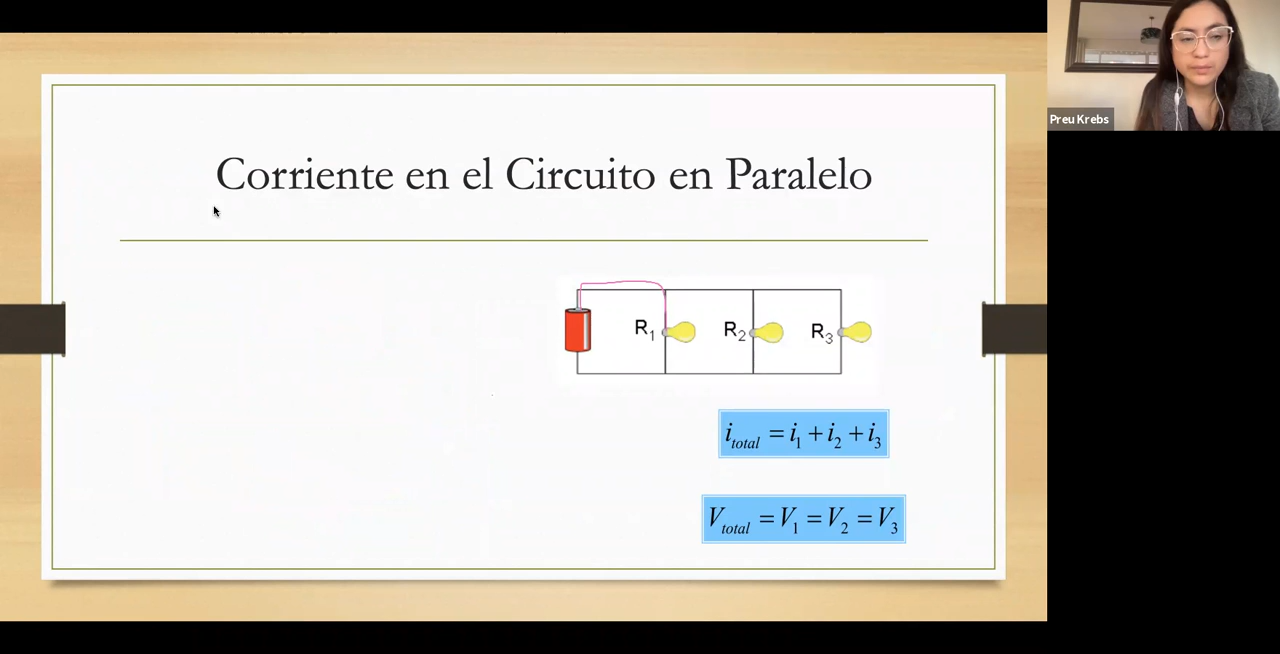 Corriente en el Circuito en Paralelo
Preu Krebs
R1 R2 R3
itotal = i1 + i2 + i3
Vtotal = V1 = V2 = V3